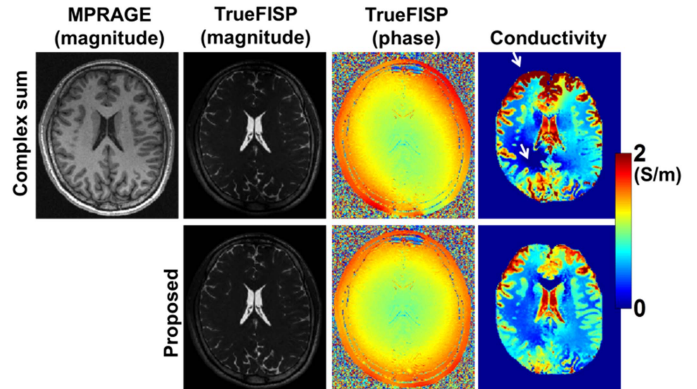 MPRAGE
(magnitude)
TrueFISP
(magnitude)
TrueFISP
(phase)
Conductivity
Complex sum
Proposed
2
(S/m)
0